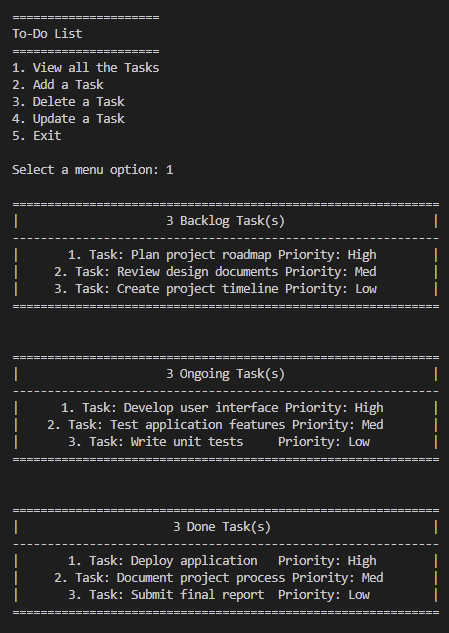 =====================
To-Do List
=====================
1. View all the Tasks
2. Add a Task
3. Delete a Task
4. Update a Task
5. Exit

Select a menu option: 1

=============================================================
|                     3 Backlog Task(s)                     |
-------------------------------------------------------------
|       1. Task: Plan project roadmap Priority: High        |
|     2. Task: Review design documents Priority: Med        |
|     3. Task: Create project timeline Priority: Low        |
=============================================================

=============================================================
|                     3 Ongoing Task(s)                     |
-------------------------------------------------------------
|      1. Task: Develop user interface Priority: High       |
|    2. Task: Test application features Priority: Med       |
|       3. Task: Write unit tests     Priority: Low         |
=============================================================

=============================================================
|                      3 Done Task(s)                       |
-------------------------------------------------------------
|       1. Task: Deploy application   Priority: High        |
|     2. Task: Document project process Priority: Med       |
|       3. Task: Submit final report  Priority: Low         |
=============================================================